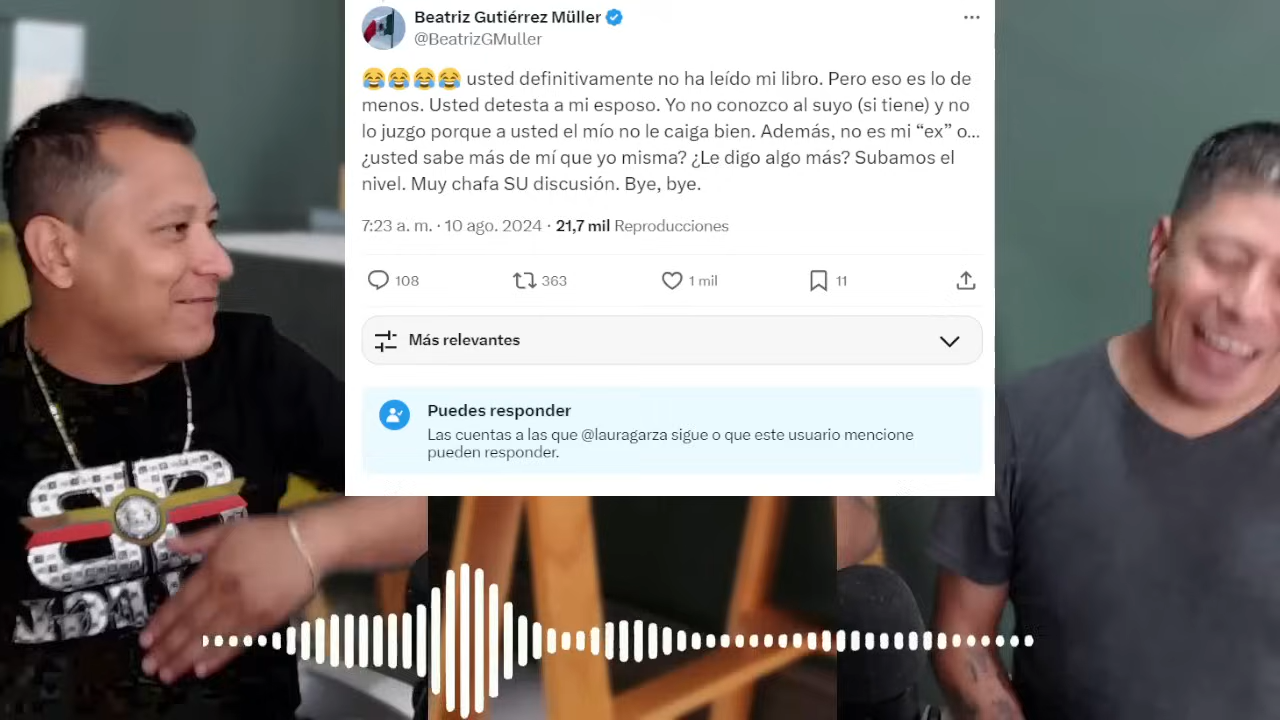 Beatriz Gutiérrez Müller
@BeatrizGMuller
😂😂😂😂 usted definitivamente no ha leído mi libro. Pero eso es lo de
menos. Usted detesta a mi esposo. Yo no conozco al suyo (si tiene) y no
lo juzgo porque a usted el mío no le caiga bien. Además, no es mi “ex” o...
¿usted sabe más de mí que yo misma? ¿Le digo algo más? Subamos el
nivel. Muy chafa SU discusión. Bye, bye.
7:23 a. m. · 10 ago. 2024 · 21,7 mil Reproducciones
108 363 1 mil 11
Más relevantes
Puedes responder
Las cuentas a las que @lauragarza sigue o que este usuario mencione
pueden responder.